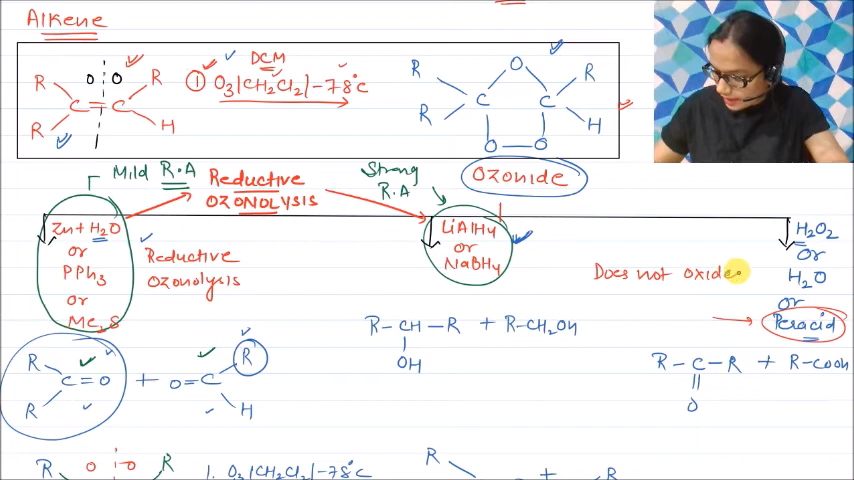 Alkene
R O O R
① O3/CH2Cl2/-78°C
DCM
C=C
R H
R O R
R C C H
O—O
Ozonide
Mild R.A
Reductive
OZONOLYSIS
Strong
R.A
Zn + H2O
or
PPh3
or
Me2S
Reductive
Ozonolysis
LiAlH4
or
NaBH4
Does not oxide
H2O2
or
H2O
or
Peracid
R
C=O
R
+
O=C
R
H
R-CH-R + R-CH2OH
OH
R-C-R + R-COOH
O
R O O R
1. O3/CH2Cl2/-78°C
R + R